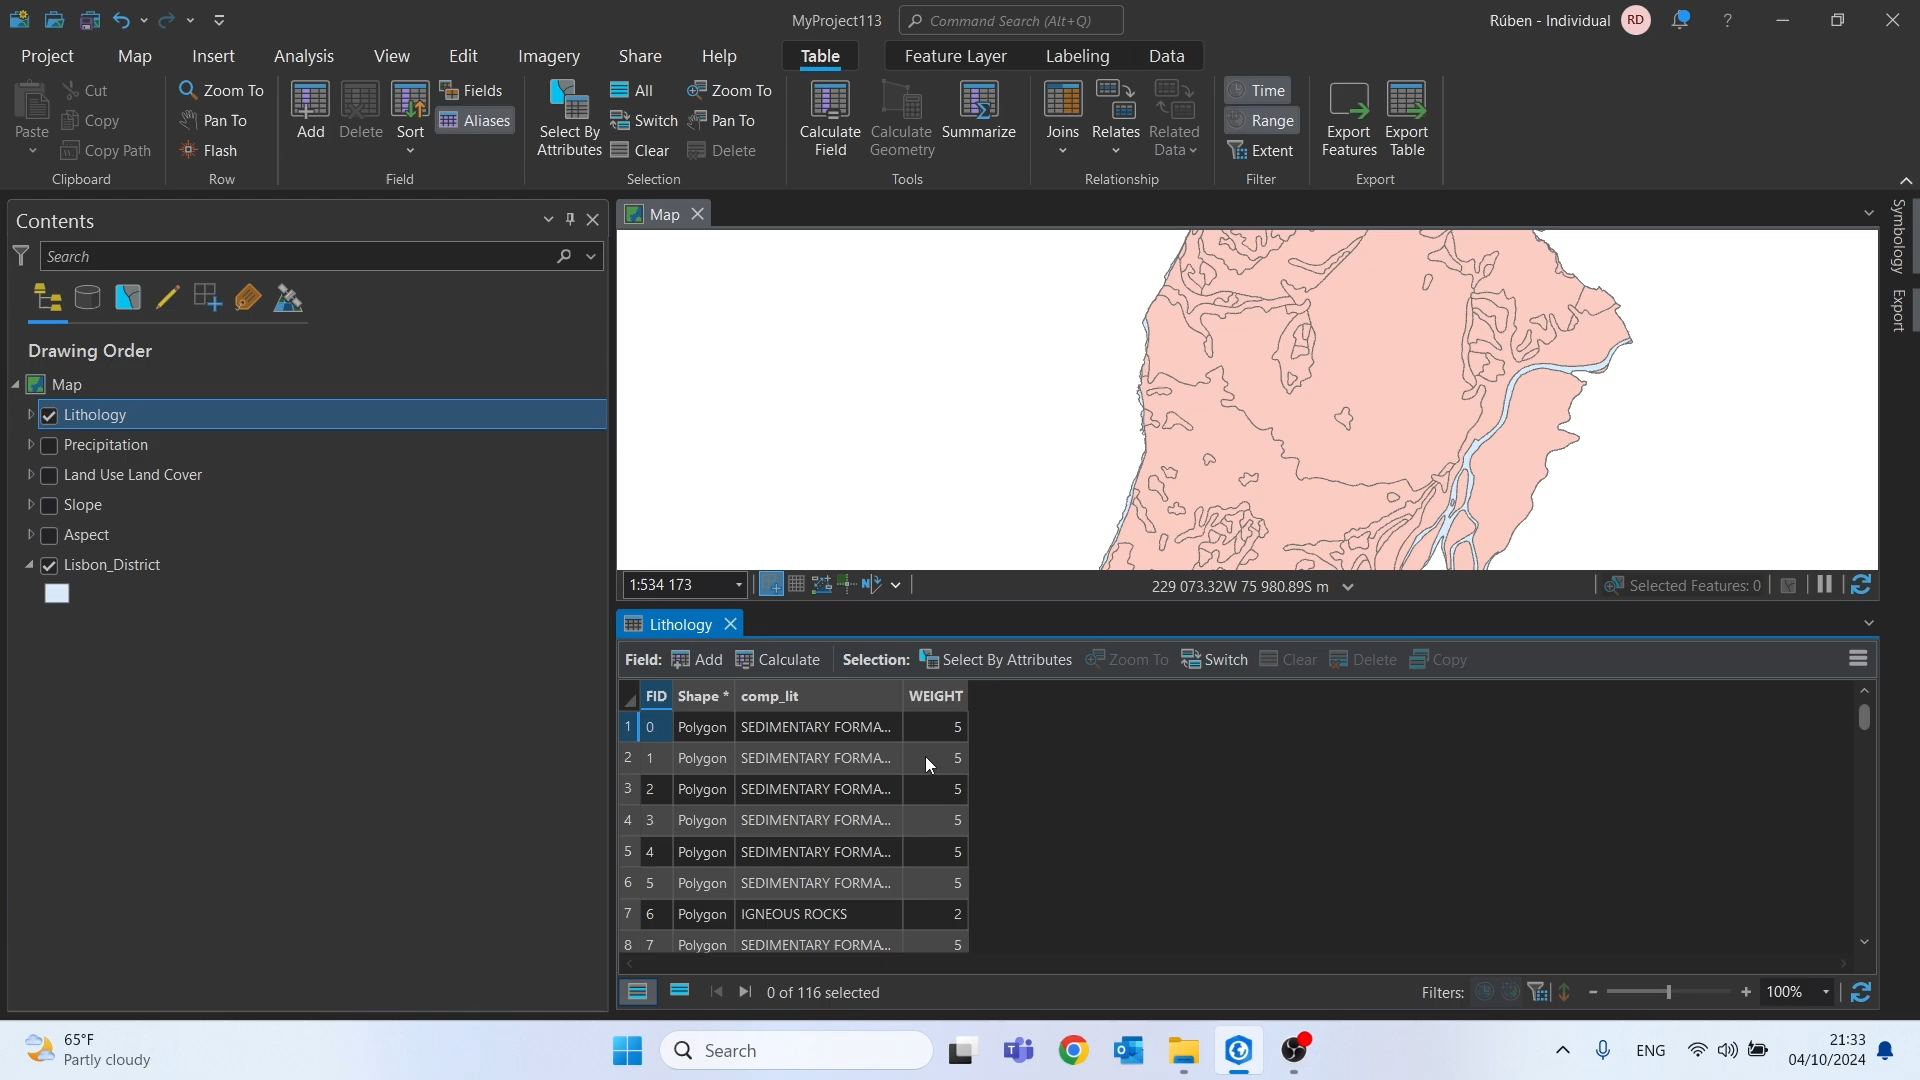 MyProject113
Command Search (Alt+Q)
Rúben - Individual
RD
?
Project
Map
Insert
Analysis
View
Edit
Imagery
Share
Help
Table
Feature Layer
Labeling
Data
Paste
Cut
Copy
Copy Path
Clipboard
Zoom To
Pan To
Flash
Row
Add
Delete
Sort
Fields
Aliases
Field
Select By
Attributes
All
Switch
Clear
Zoom To
Pan To
Delete
Selection
Calculate
Field
Calculate
Geometry
Summarize
Tools
Joins
Relates
Related
Data
Relationship
Time
Range
Extent
Filter
Export
Features
Export
Table
Export
Contents
Search
Drawing Order
Map
Lithology
Precipitation
Land Use Land Cover
Slope
Aspect
Lisbon_District
Map
Symbology
Export
1:534 173
229 073.32W 75 980.89S m
Selected Features: 0
Lithology
Field: Add Calculate Selection: Select By Attributes Zoom To Switch Clear Delete Copy
FID Shape * comp_lit WEIGHT
1 0 Polygon SEDIMENTARY FORMA... 5
2 1 Polygon SEDIMENTARY FORMA... 5
3 2 Polygon SEDIMENTARY FORMA... 5
4 3 Polygon SEDIMENTARY FORMA... 5
5 4 Polygon SEDIMENTARY FORMA... 5
6 5 Polygon SEDIMENTARY FORMA... 5
7 6 Polygon IGNEOUS ROCKS 2
8 7 Polygon SEDIMENTARY FORMA... 5
0 of 116 selected
Filters:
100%
65°F
Partly cloudy
Search
ENG
21:33
04/10/2024